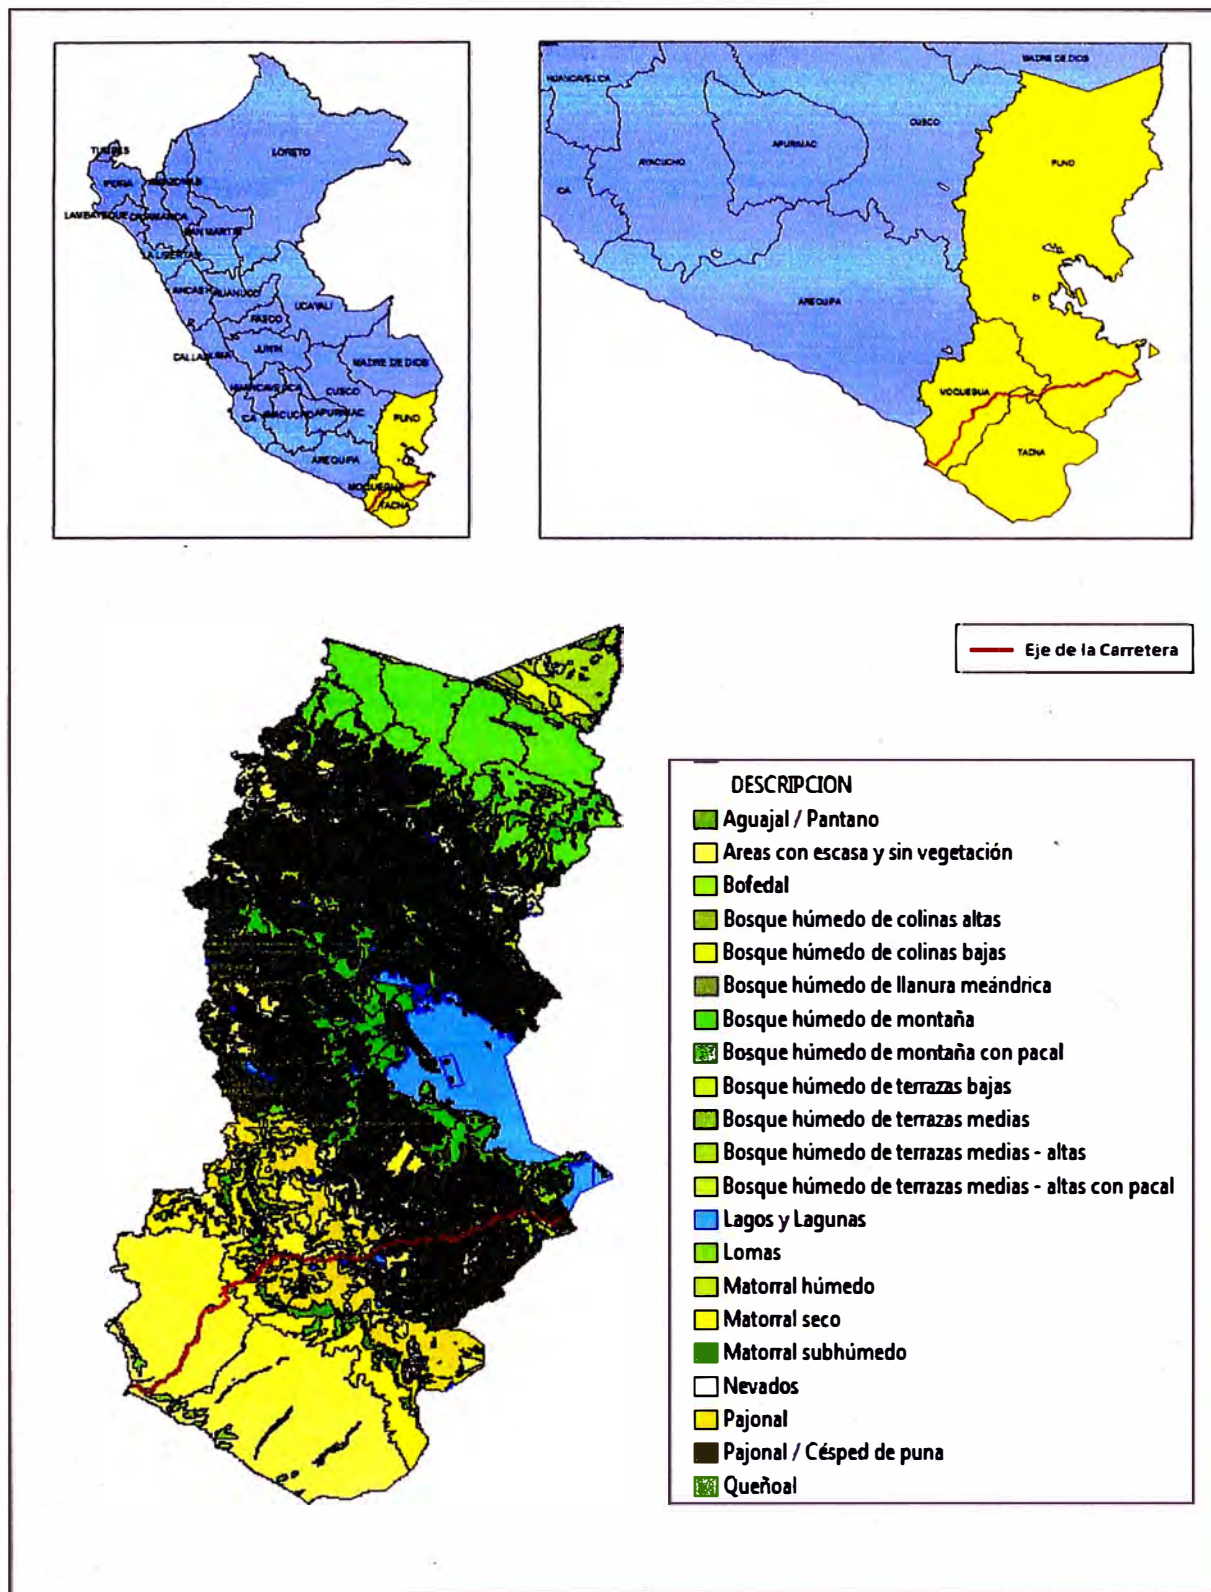 TUMBES
LORETO
PIURA
AMAZONAS
LAMBAYEQUE
CAJAMARCA
SAN MARTIN
LA LIBERTAD
ANCASH
HUANUCO
UCAYALI
PASCO
JUNIN
CALLAO
LIMA
MADRE DE DIOS
HUANCAVELICA
CUSCO
ICA
AYACUCHO
APURIMAC
PUNO
AREQUIPA
MOQUEGUA
TACNA
MADRE DE DIOS
HUANCAVELICA
CUSCO
APURIMAC
AYACUCHO
PUNO
ICA
AREQUIPA
MOQUEGUA
TACNA
Eje de la Carretera
DESCRIPCION
Aguajal / Pantano
Areas con escasa y sin vegetación
Bofedal
Bosque húmedo de colinas altas
Bosque húmedo de colinas bajas
Bosque húmedo de llanura meándrica
Bosque húmedo de montaña
Bosque húmedo de montaña con pacal
Bosque húmedo de terrazas bajas
Bosque húmedo de terrazas medias
Bosque húmedo de terrazas medias - altas
Bosque húmedo de terrazas medias - altas con pacal
Lagos y Lagunas
Lomas
Matorral húmedo
Matorral seco
Matorral subhúmedo
Nevados
Pajonal
Pajonal / Césped de puna
Queñoal